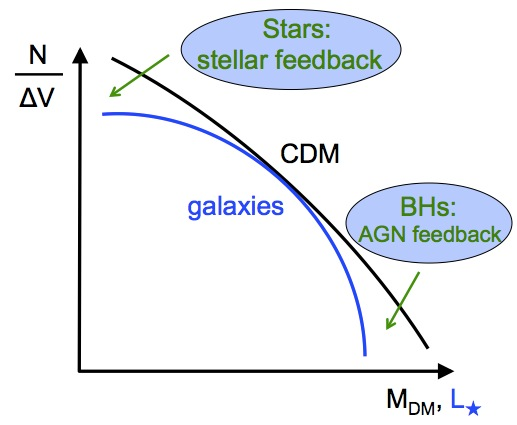 Stars:
stellar feedback
N
ΔV
CDM
galaxies
BHs:
AGN feedback
M_DM, L★